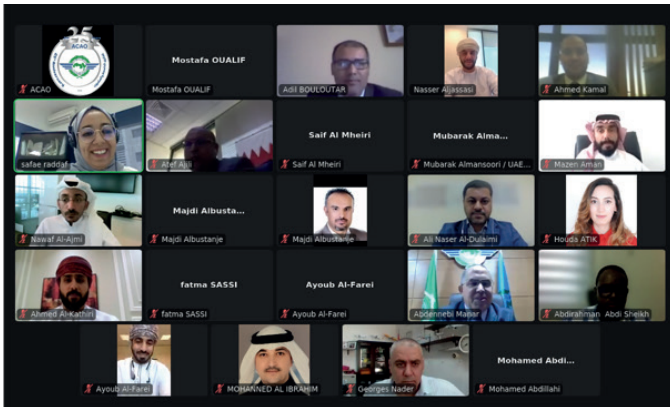 25
ACAO
ACAO
Mostafa OUALIF
Mostafa OUALIF
Adil BOULOUTAR
Nasser Aljassasi
Ahmed Kamal
safae raddaf
Atef Ajili
Saif Al Mheiri
Saif Al Mheiri
Mubarak Alma...
Mubarak Almansoori / UAE...
Mazen Aman
Nawaf Al-Ajmi
Majdi Albusta...
Majdi Albustanje
Majdi Albustanje
Ali Naser Al-Dulaimi
Houda ATIK
Ahmed Al-Kathiri
fatma SASSI
fatma SASSI
Ayoub Al-Farei
Ayoub Al-Farei
Abdennebi Manar
Abdirahman Abdi Sheikh
Ayoub Al-Farei
MOHANNED AL IBRAHIM
Georges Nader
Mohamed Abdi...
Mohamed Abdillahi